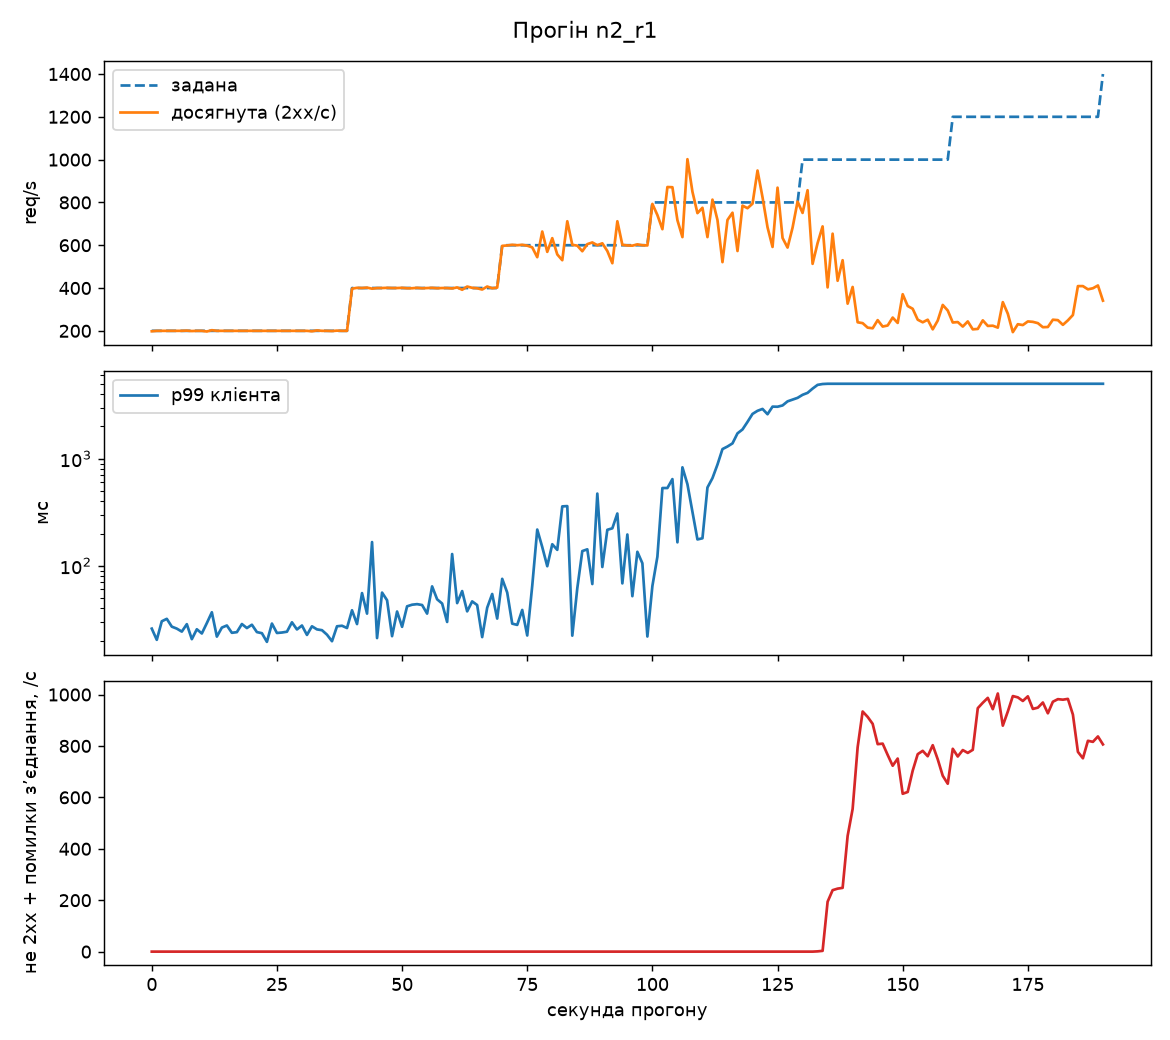 Прогін n2_r1
1400
1200
1000
800
600
400
200
req/s
задана
досягнута (2xx/с)
10³
10²
мс
p99 клієнта
1000
800
600
400
200
0
не 2xx + помилки з’єднання, /с
0
25
50
75
100
125
150
175
секунда прогону